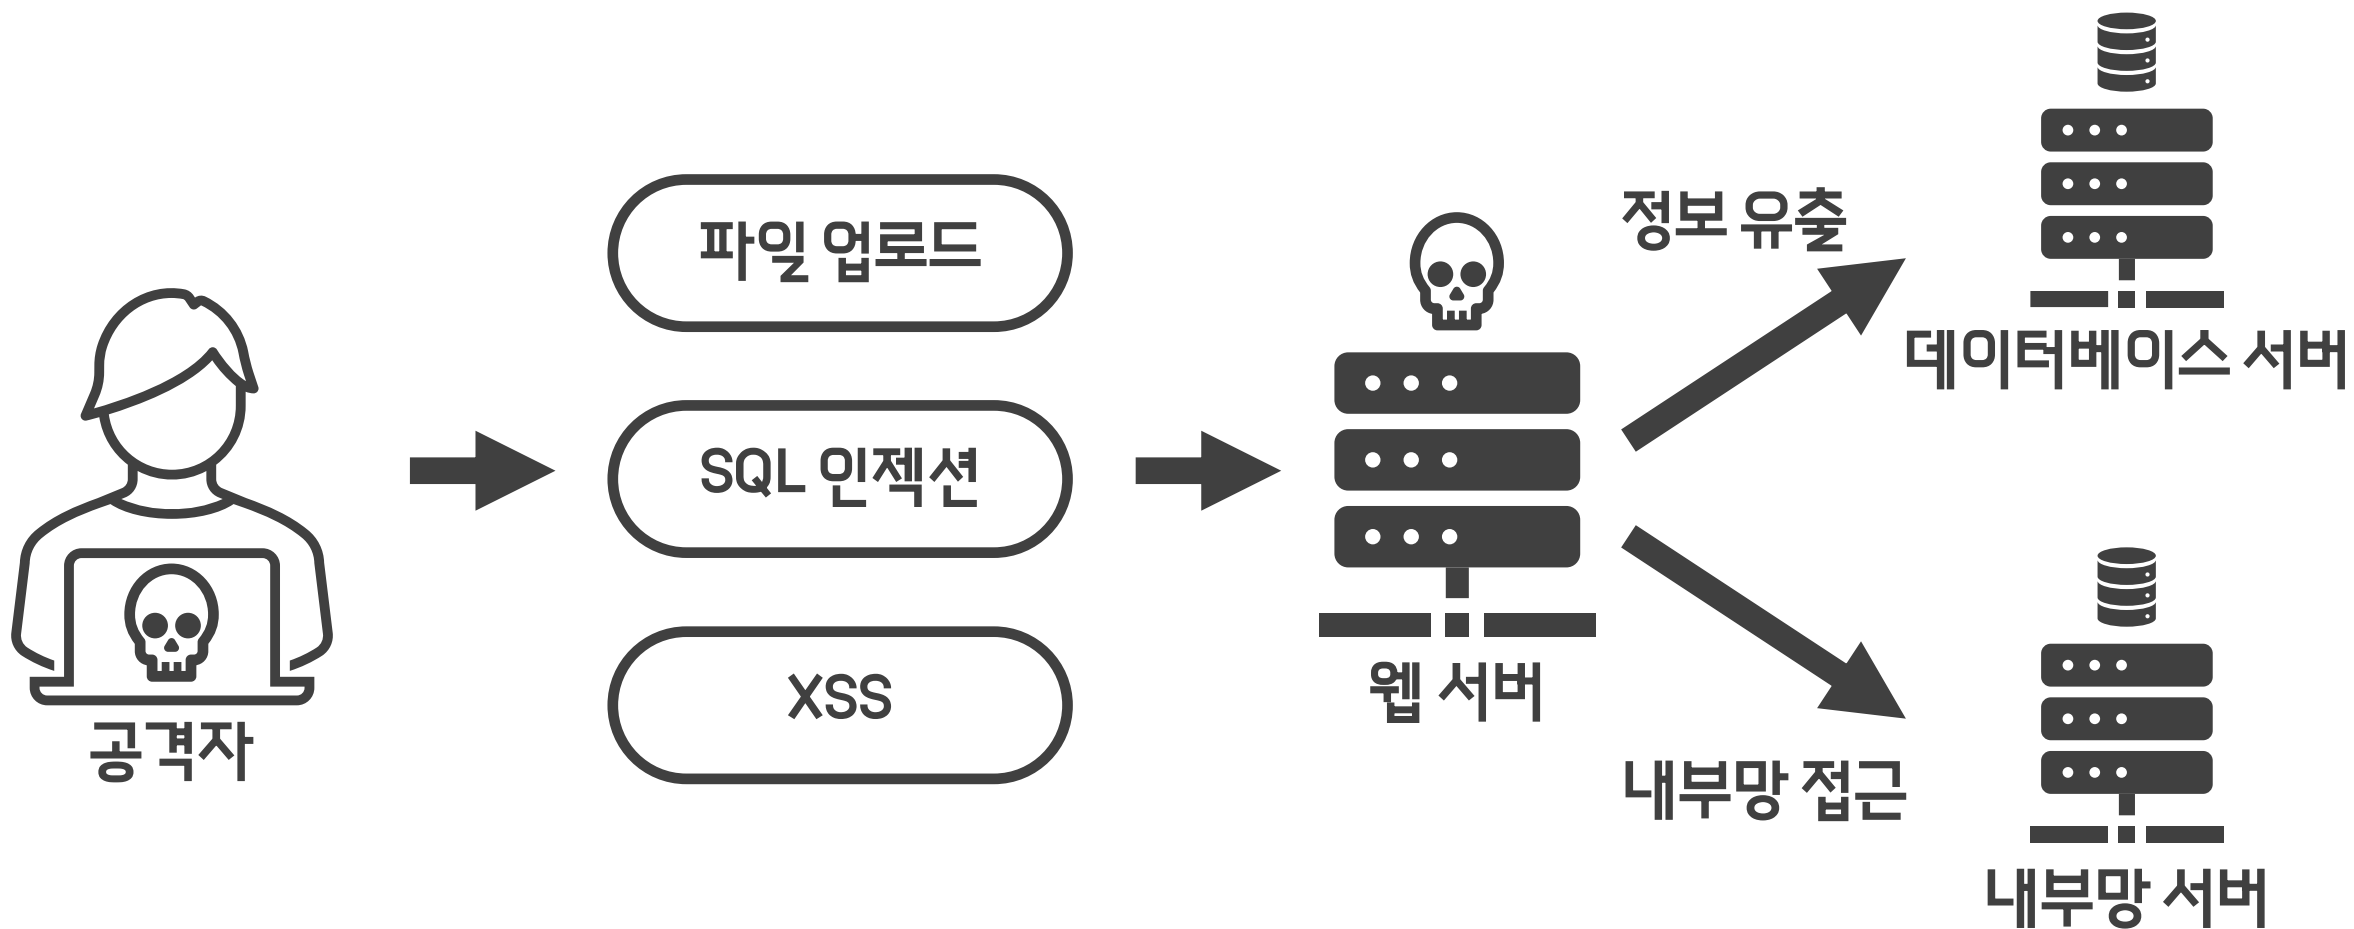 공격자
파일 업로드
SQL 인젝션
XSS
웹 서버
정보 유출
데이터베이스 서버
내부망 접근
내부망 서버